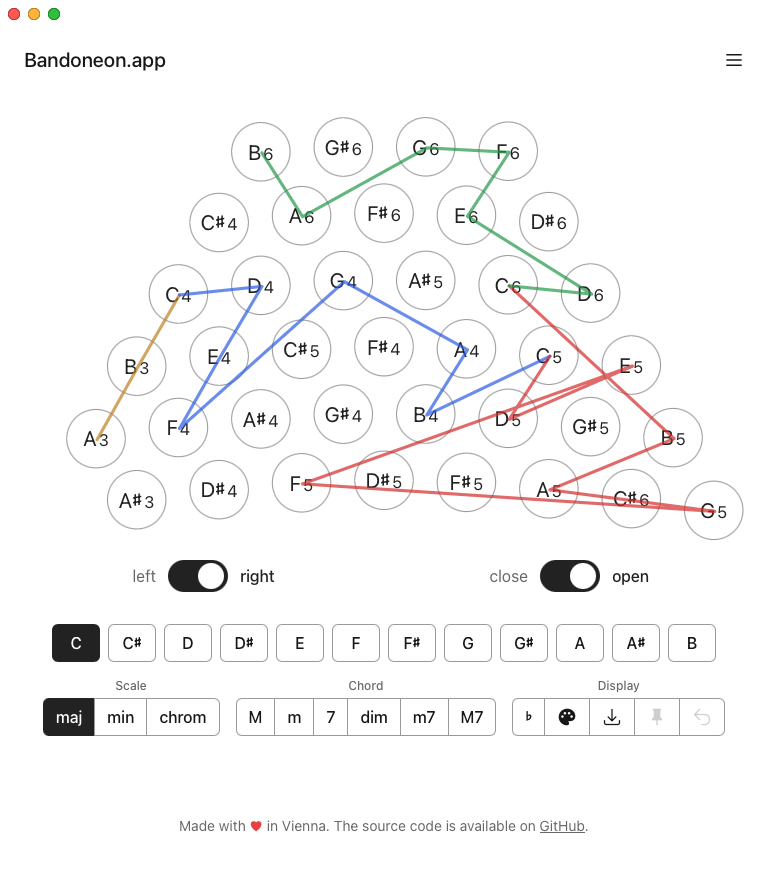 Bandoneon.app
B6 G♯6 G6 F6
C♯4 A6 F♯6 E6 D♯6
C4 D4 G4 A♯5 C6 D6
B3 E4 C♯5 F♯4 A4 C5 E5
A3 F4 A♯4 G♯4 B4 D5 G♯5 B5
A♯3 D♯4 F5 D♯5 F♯5 A5 C♯6 G5
left right close open
C C♯ D D♯ E F F♯ G G♯ A A♯ B
Scale Chord Display
maj min chrom M m 7 dim m7 M7 ♭
Made with ♥ in Vienna. The source code is available on GitHub.